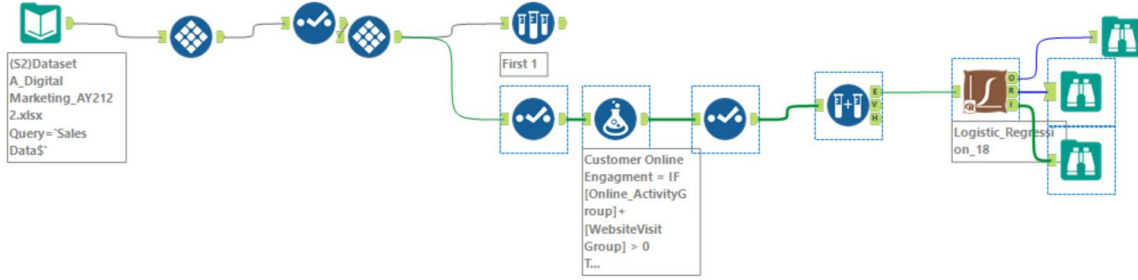 (S2)Dataset
A_Digital
Marketing_AY212
2.xlsx
Query=`Sales
Data$`
First 1
Customer Online
Engagment = IF
[Online_ActivityG
roup]+
[WebsiteVisit
Group] > 0
T...
E
V
H
O
R
I
Logistic_Regressi
on_18